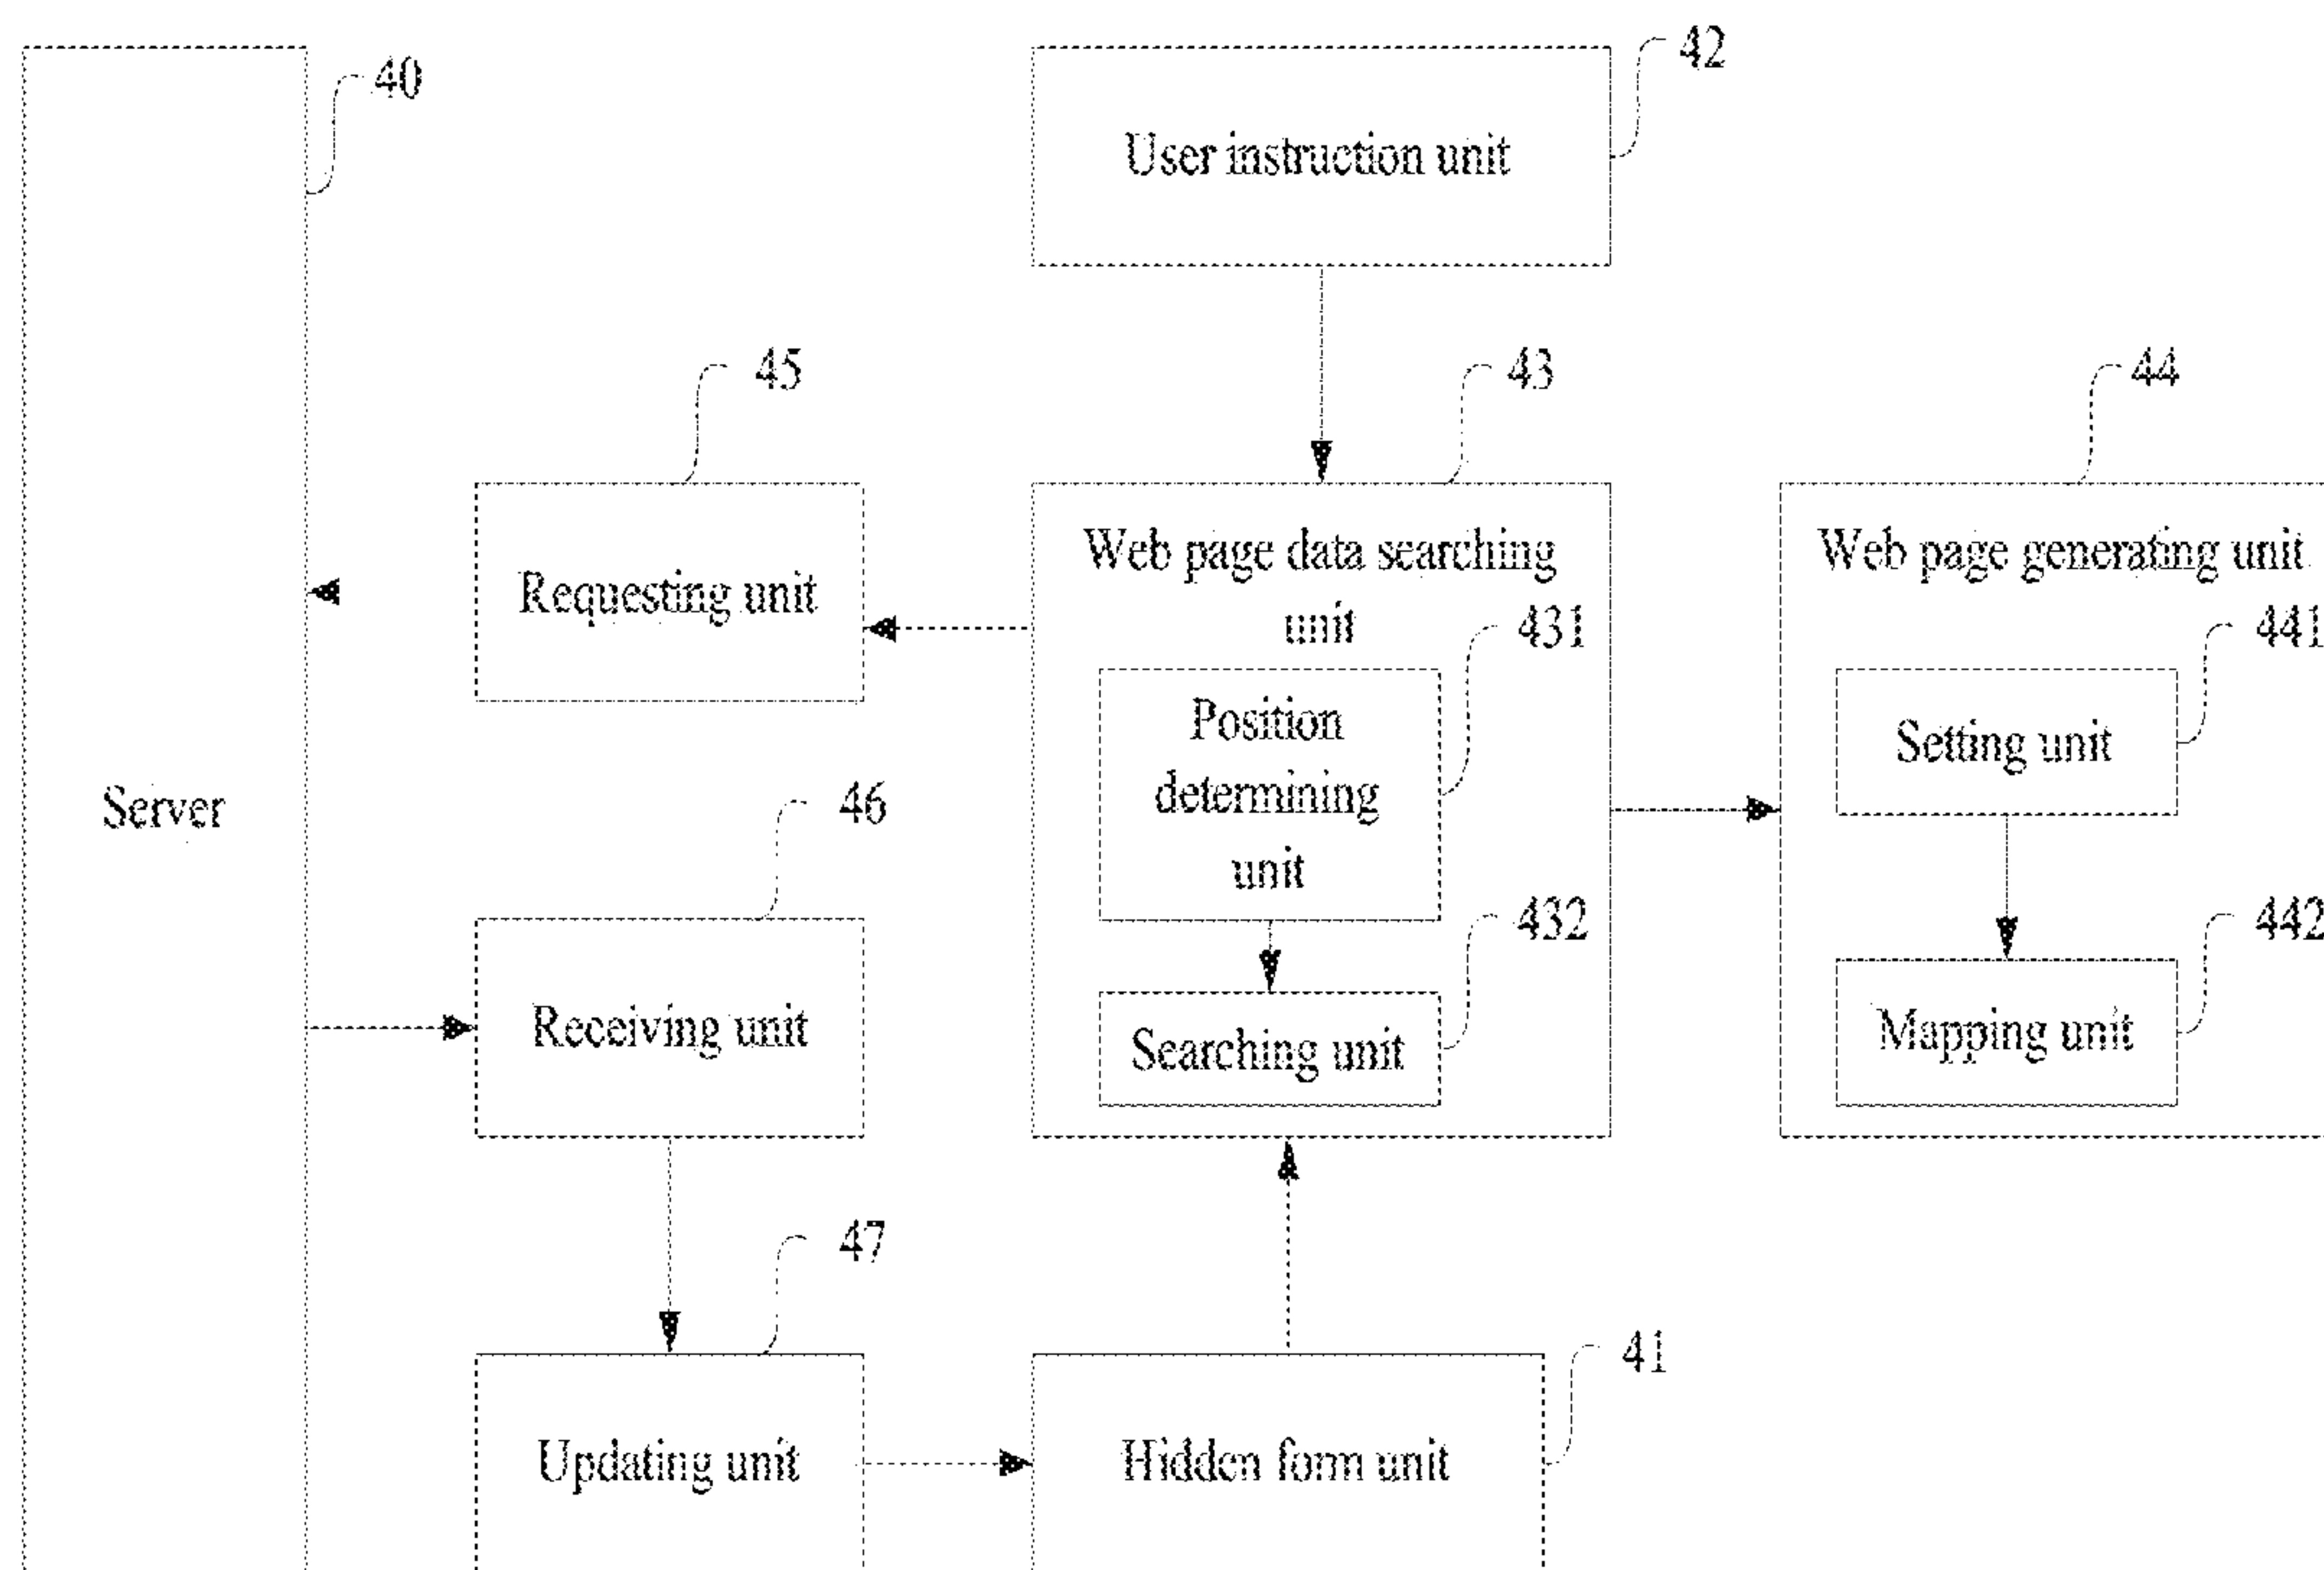 42
40
User instruction unit
45
43
44
Web page data searching
unit
Web page generating unit
Requesting unit
431
441
Position
determining
unit
Setting unit
Server
46
432
442
Receiving unit
Searching unit
Mapping unit
47
41
Updating unit
Hidden form unit